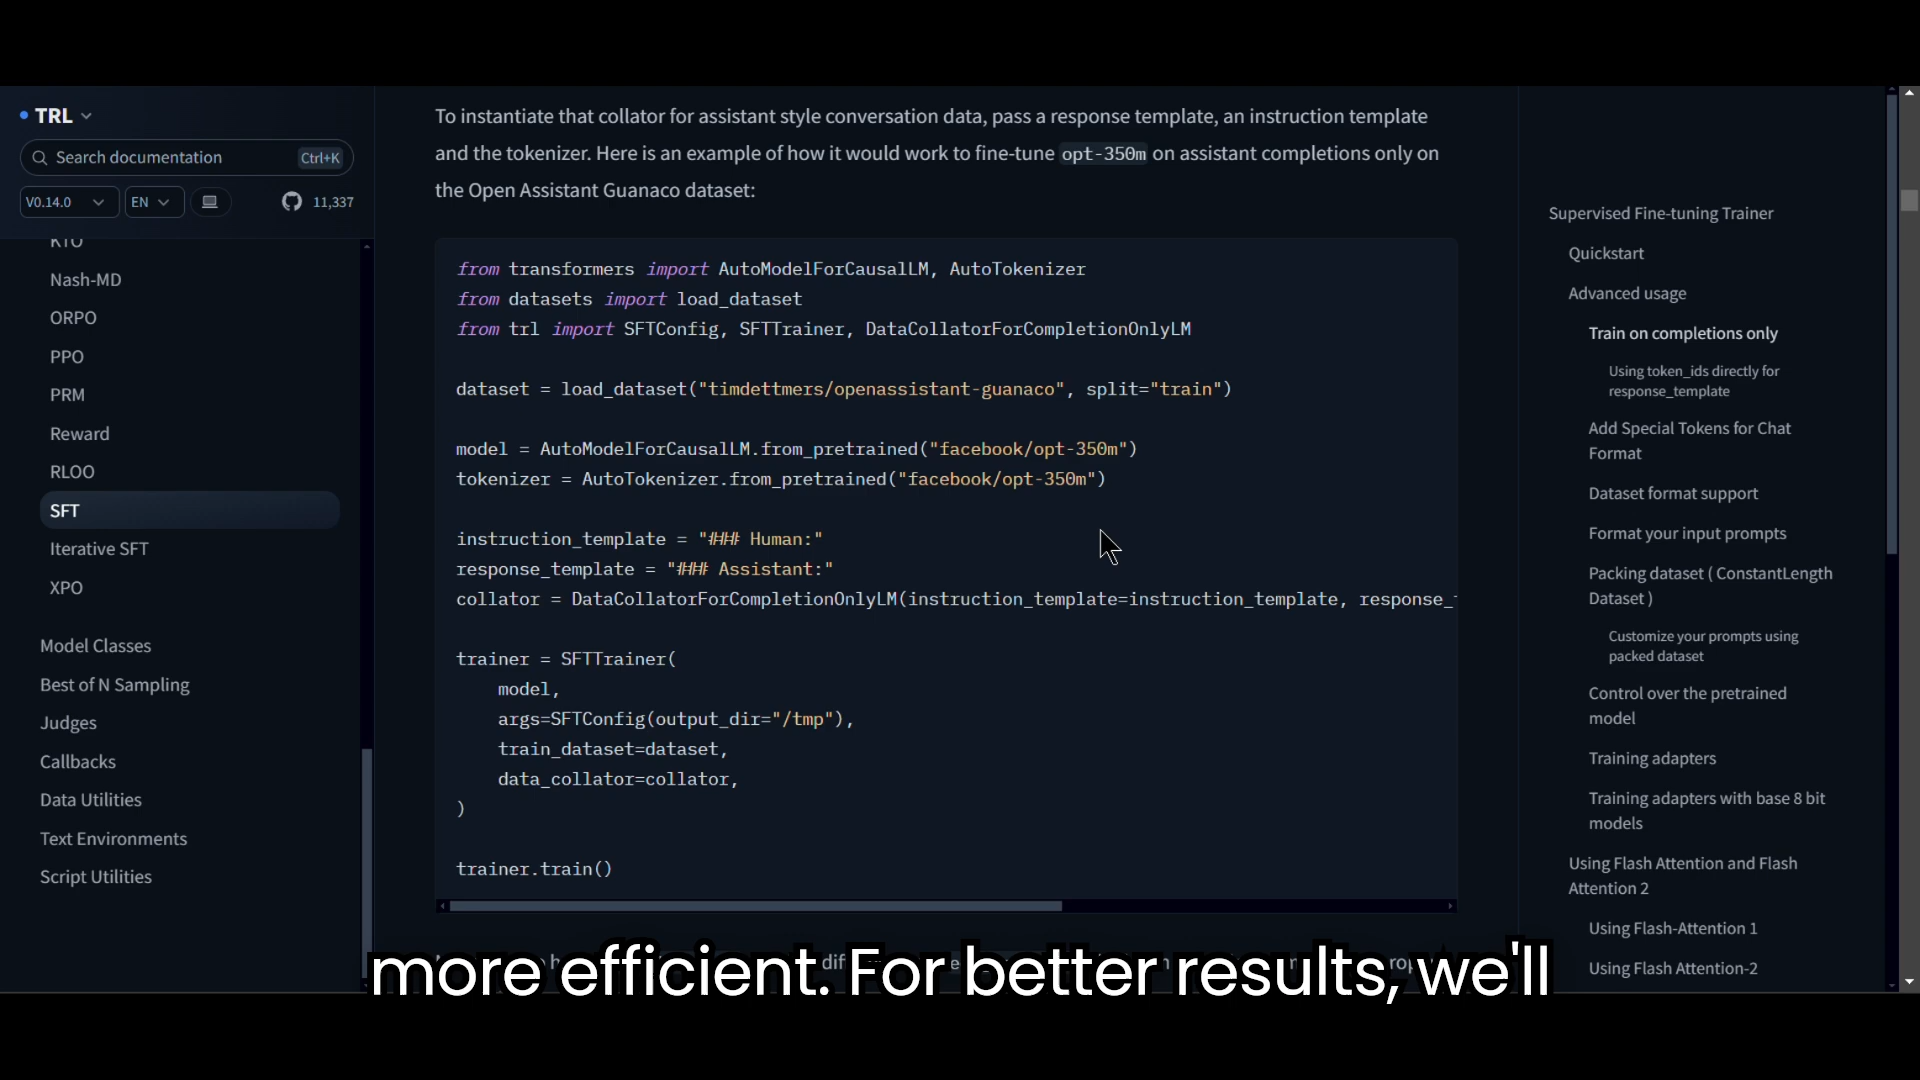 TRL
Search documentation Ctrl+K
V0.14.0 EN 11,337
KTO
Nash-MD
ORPO
PPO
PRM
Reward
RLOO
SFT
Iterative SFT
XPO
Model Classes
Best of N Sampling
Judges
Callbacks
Data Utilities
Text Environments
Script Utilities
To instantiate that collator for assistant style conversation data, pass a response template, an instruction template
and the tokenizer. Here is an example of how it would work to fine-tune opt-350m on assistant completions only on
the Open Assistant Guanaco dataset:
from transformers import AutoModelForCausalLM, AutoTokenizer
from datasets import load_dataset
from trl import SFTConfig, SFTTrainer, DataCollatorForCompletionOnlyLM
dataset = load_dataset("timdettmers/openassistant-guanaco", split="train")
model = AutoModelForCausalLM.from_pretrained("facebook/opt-350m")
tokenizer = AutoTokenizer.from_pretrained("facebook/opt-350m")
instruction_template = "### Human:"
response_template = "### Assistant:"
collator = DataCollatorForCompletionOnlyLM(instruction_template=instruction_template, response_
trainer = SFTTrainer(
    model,
    args=SFTConfig(output_dir="/tmp"),
    train_dataset=dataset,
    data_collator=collator,
)
trainer.train()
more efficient. For better results, we'll
Supervised Fine-tuning Trainer
Quickstart
Advanced usage
Train on completions only
Using token_ids directly for
response_template
Add Special Tokens for Chat
Format
Dataset format support
Format your input prompts
Packing dataset ( ConstantLength
Dataset )
Customize your prompts using
packed dataset
Control over the pretrained
model
Training adapters
Training adapters with base 8 bit
models
Using Flash Attention and Flash
Attention 2
Using Flash-Attention 1
Using Flash Attention-2